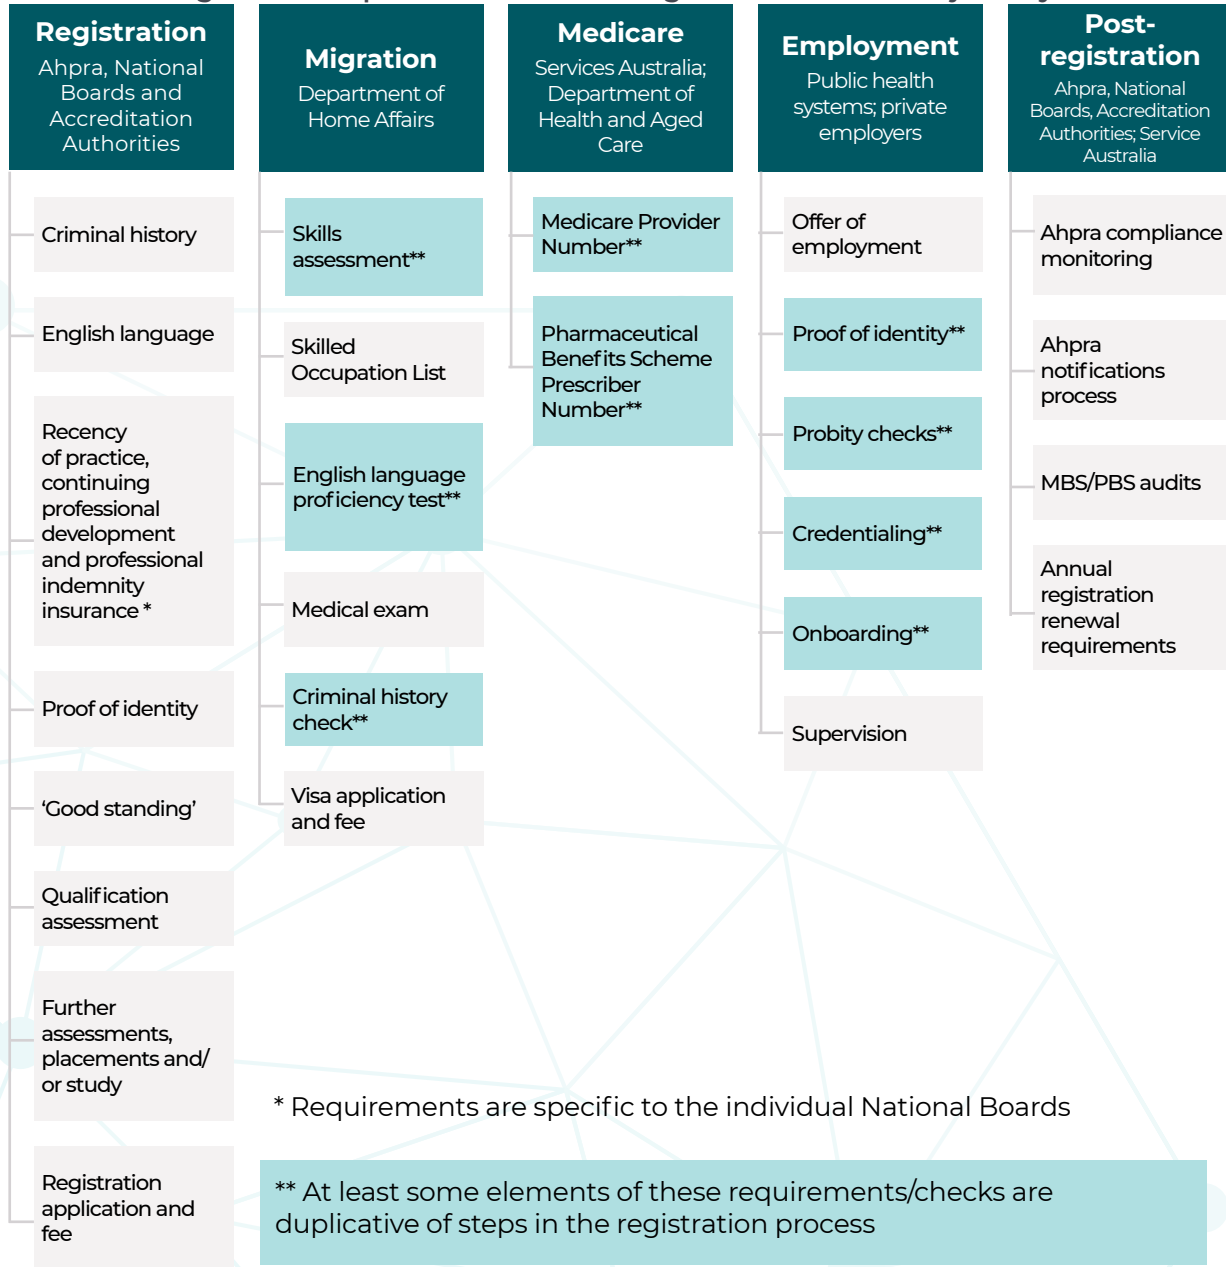 Registration
Ahpra, National
Boards and
Accreditation
Authorities
Criminal history
English language
Recency
of practice,
continuing
professional
development
and professional
indemnity
insurance *
Proof of identity
‘Good standing’
Qualification
assessment
Further
assessments,
placements and/
or study
Registration
application and
fee
Migration
Department of
Home Affairs
Skills
assessment**
Skilled
Occupation List
English language
proficiency test**
Medical exam
Criminal history
check**
Visa application
and fee
Medicare
Services Australia;
Department of
Health and Aged
Care
Medicare Provider
Number**
Pharmaceutical
Benefits Scheme
Prescriber
Number**
Employment
Public health
systems; private
employers
Offer of
employment
Proof of identity**
Probity checks**
Credentialing**
Onboarding**
Supervision
Post-
registration
Ahpra, National
Boards, Accreditation
Authorities; Service
Australia
Ahpra compliance
monitoring
Ahpra
notifications
process
MBS/PBS audits
Annual
registration
renewal
requirements
* Requirements are specific to the individual National Boards
** At least some elements of these requirements/checks are
duplicative of steps in the registration process